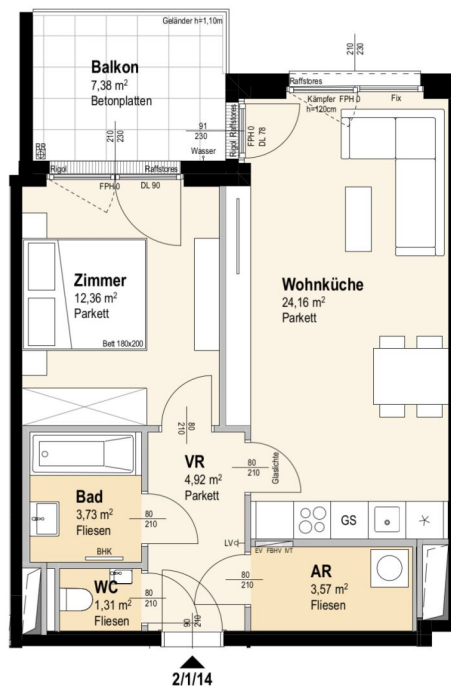 Geländer h=1,10m
Balkon
7,38 m²
Betonplatten
210
230
Raffstores
Kämpfer
h=120cm
FPH 0
Fix
91
230
Rigol Raffstores
FPH 0
DL 78
210
230
Wasser
RR
Rigol
Raffstores
FPH 0
DL 90
Zimmer
12,36 m²
Parkett
Bett 180x200
Wohnküche
24,16 m²
Parkett
80
210
VR
4,92 m²
Parkett
80
210
Glaslichte
Bad
3,73 m²
Fliesen
80
210
BHK
GS
LV
EV FBHV IVT
WC
1,31 m²
Fliesen
80
210
80
210
AR
3,57 m²
Fliesen
90
210
2/1/14